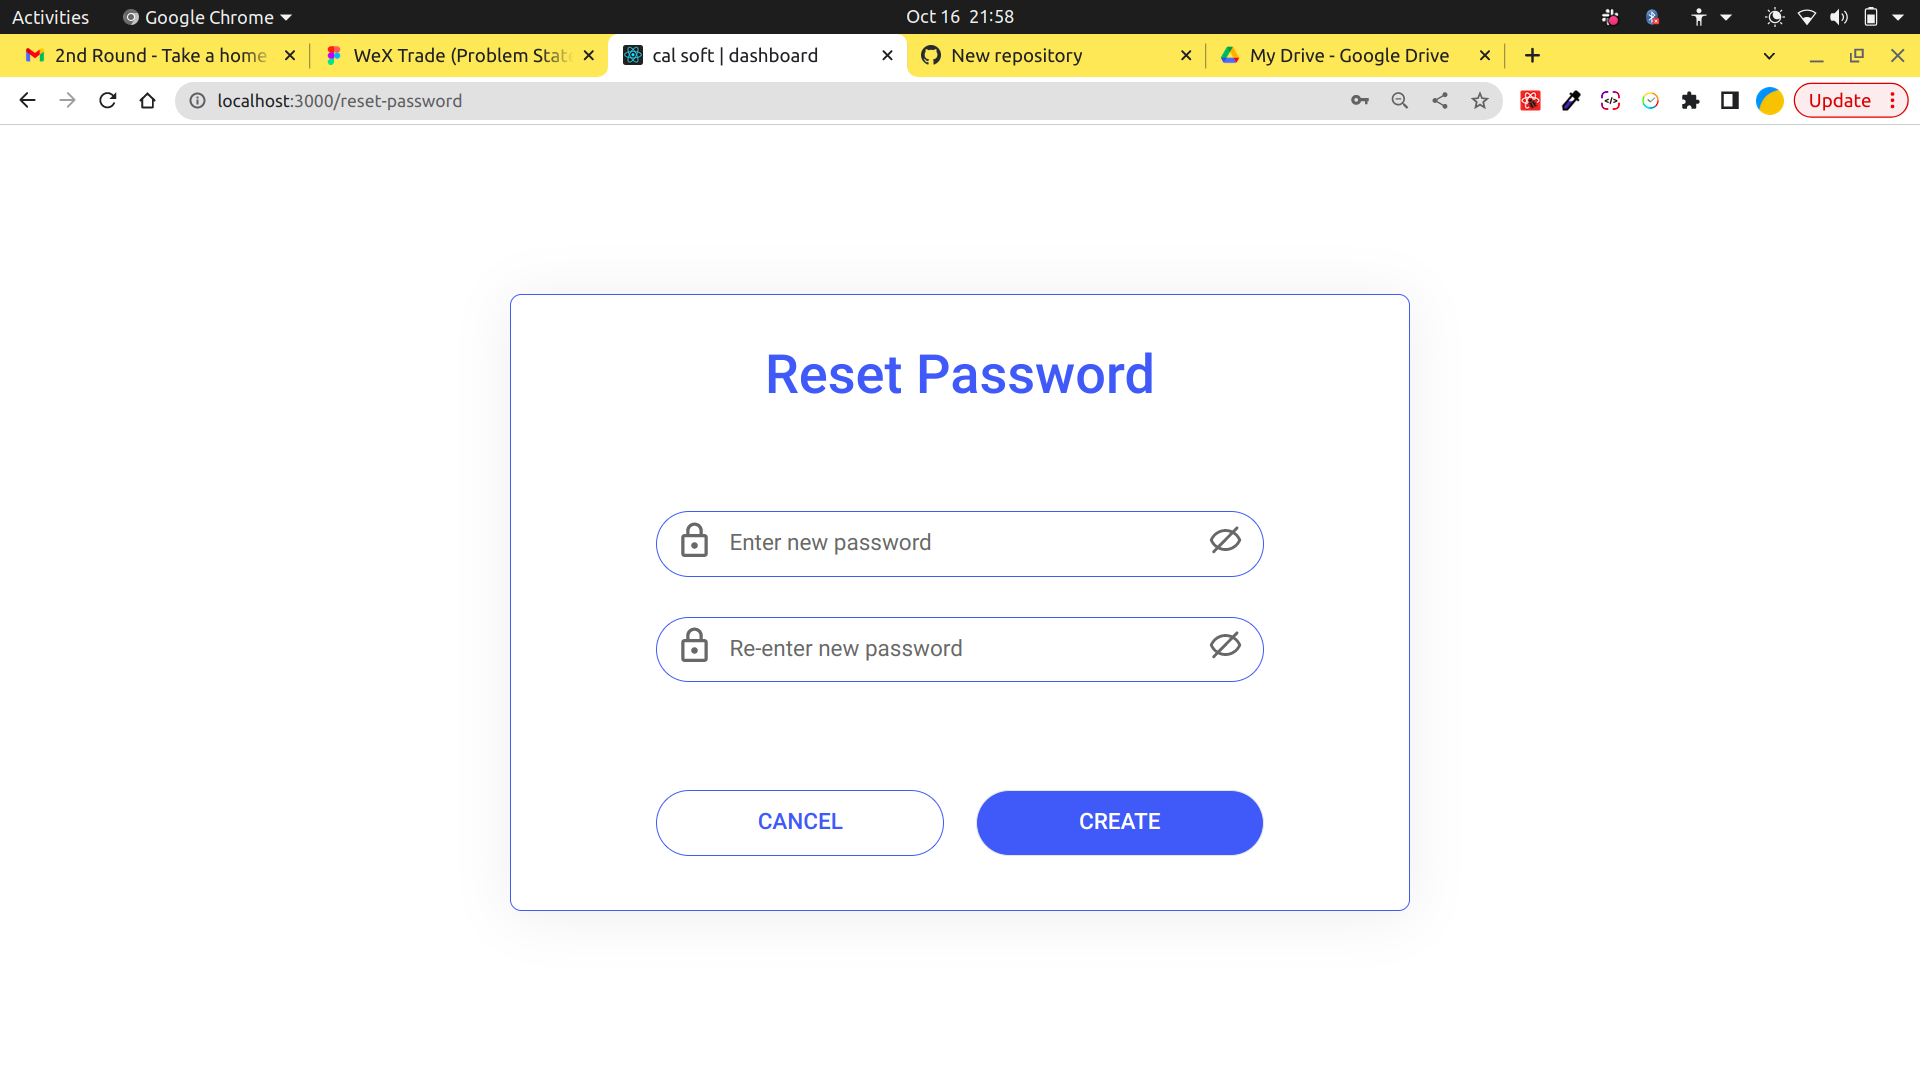 Activities Google Chrome Oct 16 21:58
2nd Round - Take a home WeX Trade (Problem State cal soft | dashboard New repository My Drive - Google Drive
localhost:3000/reset-password Update
Reset Password
Enter new password
Re-enter new password
CANCEL CREATE